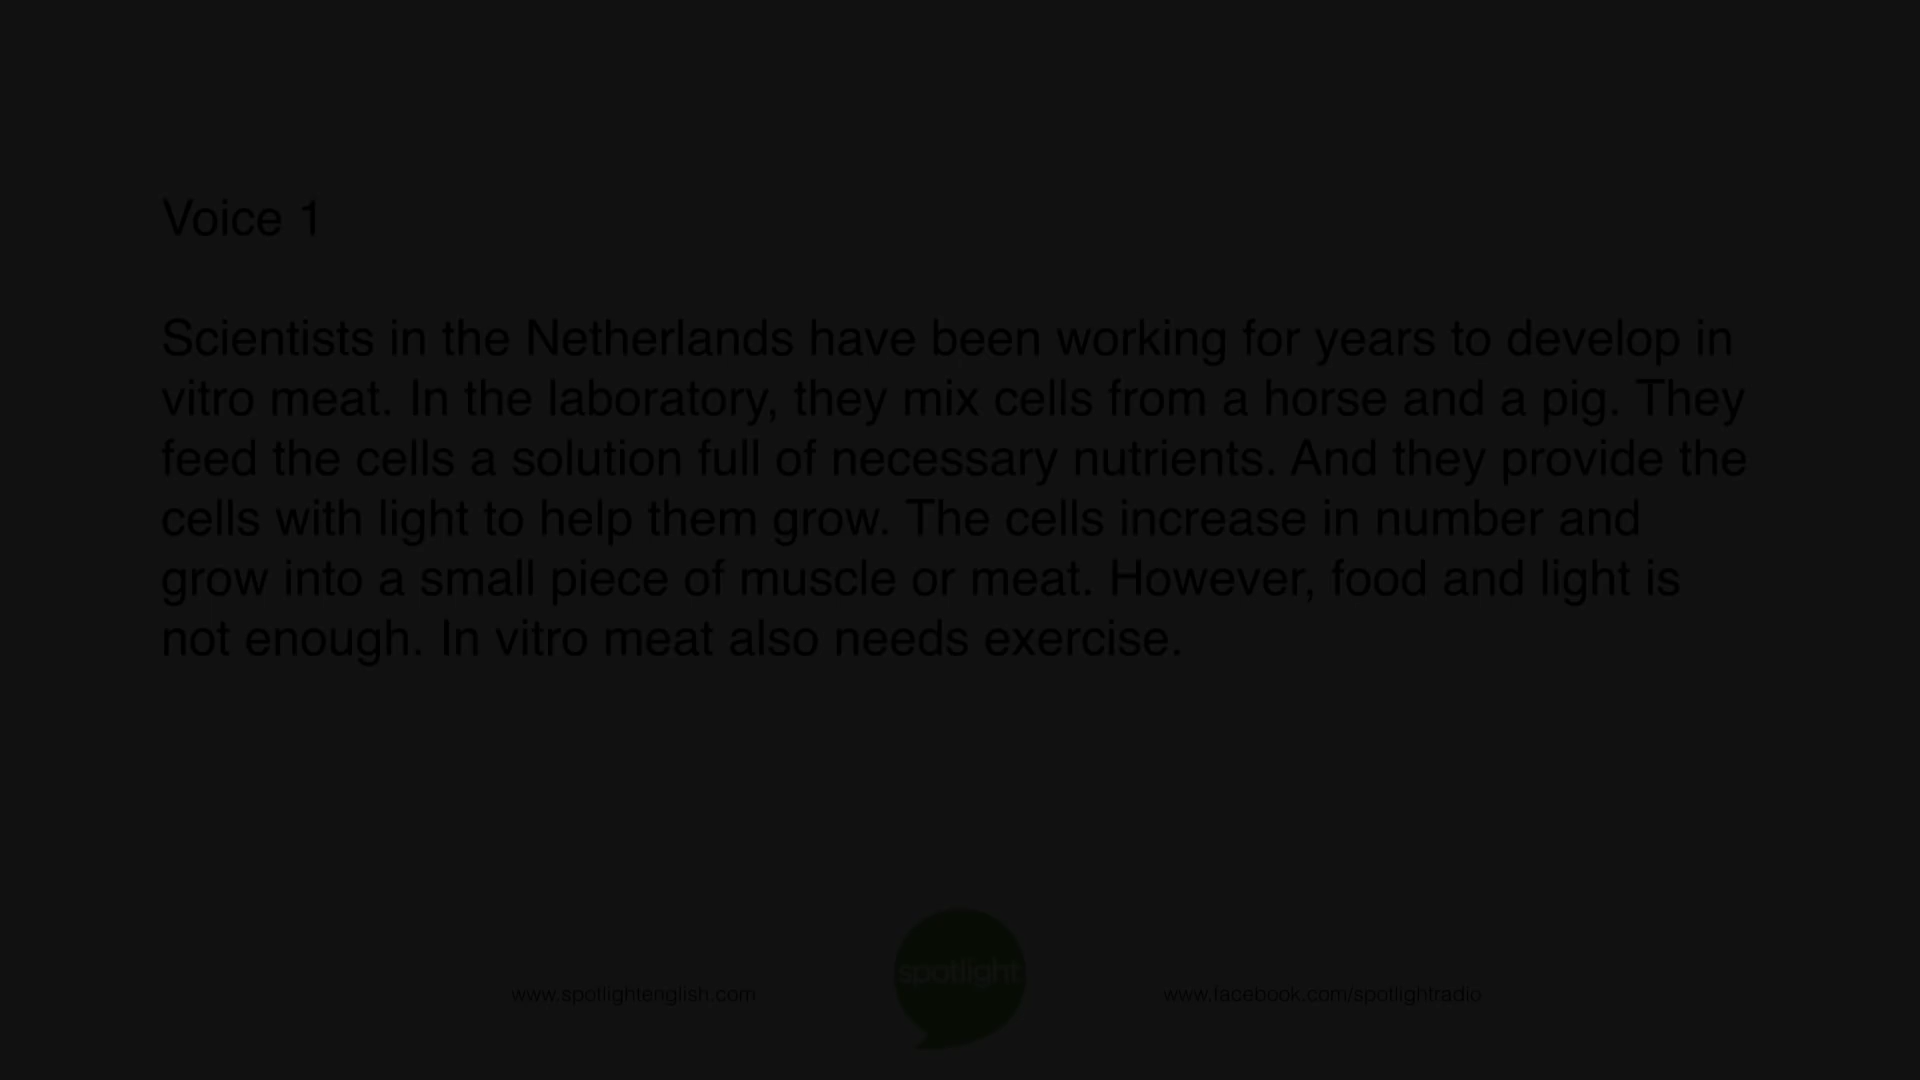 Voice 1
Scientists in the Netherlands have been working for years to develop in
vitro meat. In the laboratory, they mix cells from a horse and a pig. They
feed the cells a solution full of necessary nutrients. And they provide the
cells with light to help them grow. The cells increase in number and
grow into a small piece of muscle or meat. However, food and light is
not enough. In vitro meat also needs exercise.
spotlight
www.spotlightenglish.com
www.facebook.com/spotlightradio